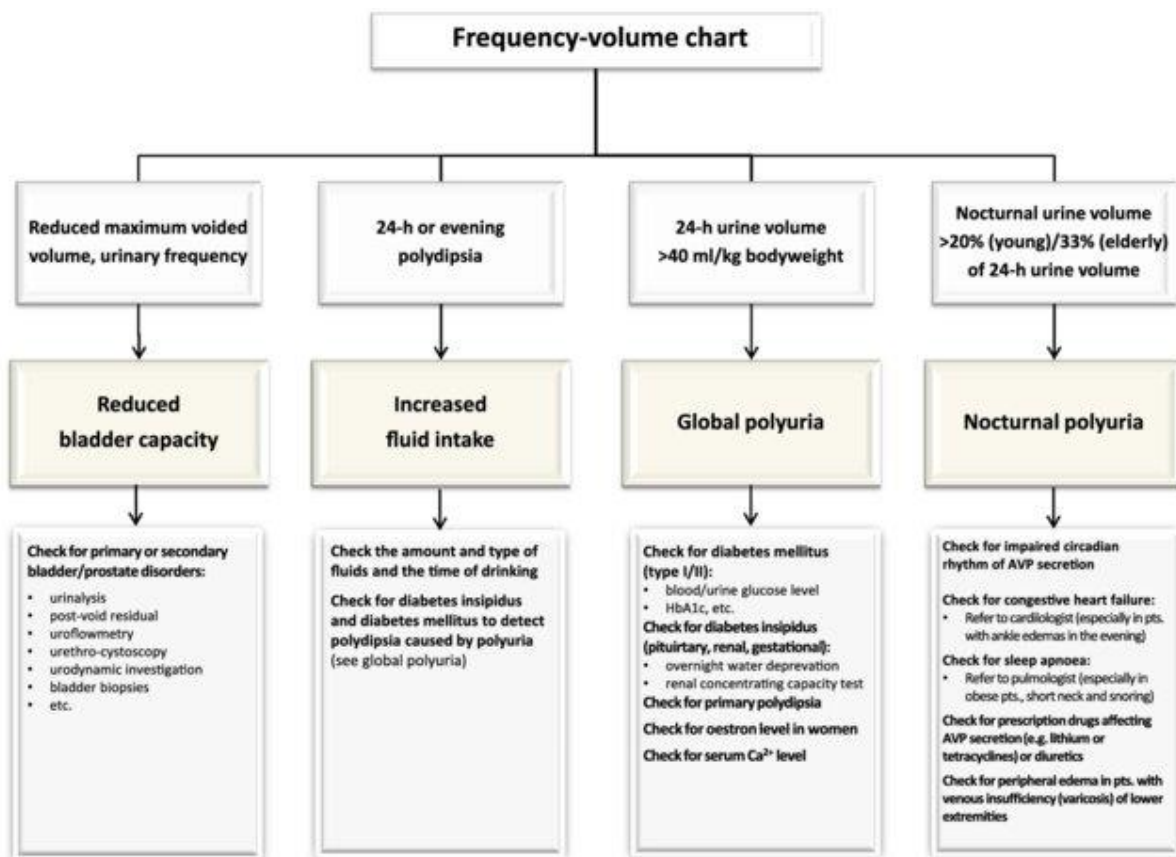 Frequency-volume chart
Reduced maximum voided
volume, urinary frequency
24-h or evening
polydipsia
24-h urine volume
>40 ml/kg bodyweight
Nocturnal urine volume
>20% (young)/33% (elderly)
of 24-h urine volume
Reduced
bladder capacity
Increased
fluid intake
Global polyuria
Nocturnal polyuria
Check for primary or secondary
bladder/prostate disorders:
• urinalysis
• post-void residual
• uroflowmetry
• urethro-cystoscopy
• urodynamic investigation
• bladder biopsies
• etc.
Check the amount and type of
fluids and the time of drinking
Check for diabetes insipidus
and diabetes mellitus to detect
polydipsia caused by polyuria
(see global polyuria)
Check for diabetes mellitus
(type I/II):
• blood/urine glucose level
• HbA1c, etc.
Check for diabetes insipidus
(pituirtary, renal, gestational):
• overnight water deprevation
• renal concentrating capacity test
Check for primary polydipsia
Check for oestron level in women
Check for serum Ca²⁺ level
Check for impaired circadian
rhythm of AVP secretion
Check for congestive heart failure:
• Refer to cardiologist (especially in pts.
with ankle edemas in the evening)
Check for sleep apnoea:
• Refer to pulmologist (especially in
obese pts., short neck and snoring)
Check for prescription drugs affecting
AVP secretion (e.g. lithium or
tetracyclines) or diuretics
Check for peripheral edema in pts. with
venous insufficiency (varicosis) of lower
extremities